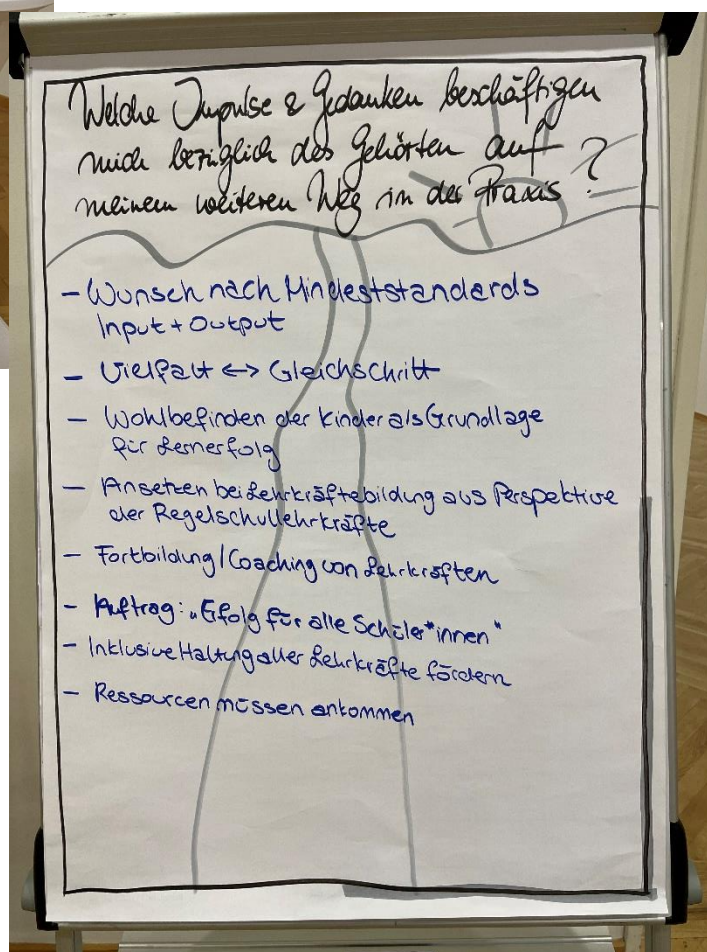 Welche Impulse & Gedanken beschäftigen
mich bezüglich des Gehörten auf
meinem weiteren Weg in der Praxis ?
- Wunsch nach Mindeststandards
Input + Output
- Vielfalt <-> Gleichschritt
- Wohlbefinden der Kinder als Grundlage
für Lernerfolg
- Ansetzen bei Lehrkräftebildung aus Perspektive
der Regelschullehrkräfte
- Fortbildung/Coaching von Lehrkräften
- Auftrag: „Erfolg für alle Schüler*innen"
- Inklusive Haltung aller Lehrkräfte fördern
- Ressourcen müssen ankommen